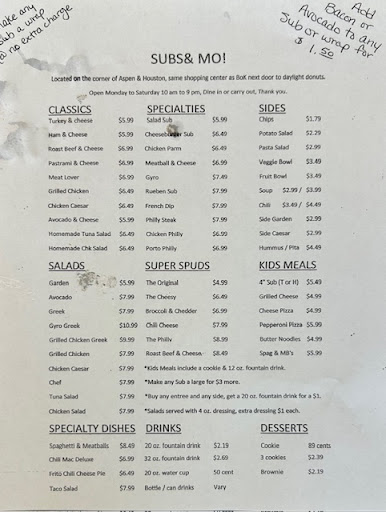 make any
sub a wrap
@ no extra charge
Add
Bacon or
Avocado to any
Sub or wrap for
$ 1.50
SUBS& MO!
Located on the corner of Aspen & Houston, same shopping center as BoK next door to daylight donuts.
Open Monday to Saturday 10 am to 9 pm, Dine in or carry out, Thank you.
CLASSICS
Turkey & cheese $5.99
Ham & Cheese $5.99
Roast Beef & Cheese $6.99
Pastrami & Cheese $6.99
Meat Lover $6.99
Grilled Chicken $6.49
Chicken Caesar $6.49
Avocado & Cheese $5.99
Homemade Tuna Salad $6.49
Homemade Chk Salad $6.49
SPECIALTIES
Salad Sub $5.99
Cheeseburger Sub $6.49
Chicken Parm $6.49
Meatball & Cheese $6.99
Gyro $7.49
Rueben Sub $7.99
French Dip $7.99
Philly Steak $7.99
Chicken Philly $6.99
Porto Philly $6.99
SIDES
Chips $1.79
Potato Salad $2.29
Pasta Salad $2.99
Veggie Bowl $3.49
Fruit Bowl $3.49
Soup $2.99 / $3.99
Chili $3.49 / $4.49
Side Garden $2.99
Side Caesar $2.99
Hummus / Pita $4.49
SALADS
Garden $5.99
Avocado $7.99
Greek $7.99
Gyro Greek $10.99
Grilled Chicken Greek $9.99
Grilled Chicken $7.99
Chicken Caesar $7.99
Chef $7.99
Tuna Salad $7.99
Chicken Salad $7.99
SUPER SPUDS
The Original $4.99
The Cheesy $6.49
Broccoli & Chedder $6.99
Chili Cheese $7.99
The Philly $8.99
Roast Beef & Cheese $8.49
KIDS MEALS
4" Sub (T or H) $5.49
Grilled Cheese $4.99
Cheese Pizza $4.99
Pepperoni Pizza $5.99
Butter Noodles $4.99
Spag & MB's $5.99
*Kids Meals include a cookie & 12 oz. fountain drink.
*Make any Sub a large for $3 more.
*Buy any entree and any side, get a 20 oz. fountain drink for a $1.
*Salads served with 4 oz. dressing, extra dressing $1 each.
SPECIALTY DISHES
Spaghetti & Meatballs $8.49
Chili Mac Deluxe $6.99
Frito Chili Cheese Pie $6.49
Taco Salad $7.99
DRINKS
20 oz. fountain drink $2.19
32 oz. fountain drink $2.69
20 oz. water cup 50 cent
Bottle / can drinks Vary
DESSERTS
Cookie 89 cents
3 cookies $2.39
Brownie $2.19